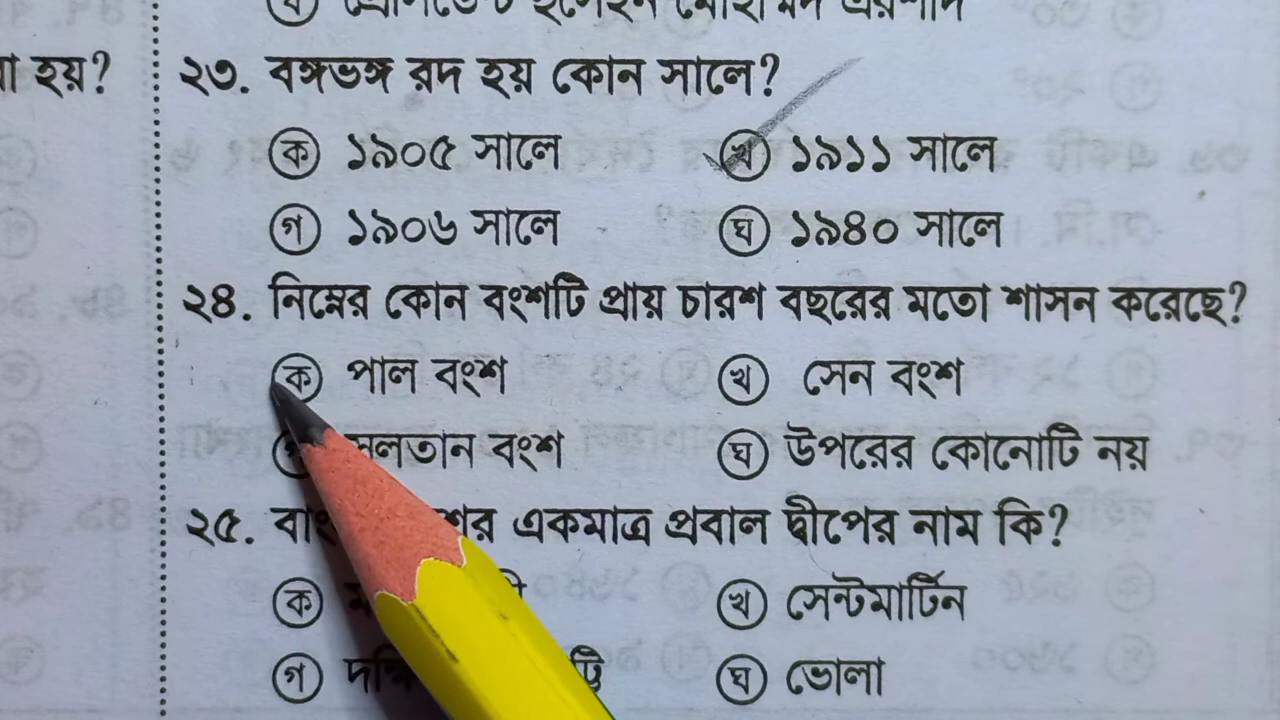 হয়?
২৩. বঙ্গভঙ্গ রদ হয় কোন সালে?
ক ১৯০৫ সালে খ ১৯১১ সালে
গ ১৯০৬ সালে ঘ ১৯৪০ সালে
২৪. নিম্নের কোন বংশটি প্রায় চারশ বছরের মতো শাসন করেছে?
ক পাল বংশ খ সেন বংশ
বংশ ঘ উপরের কোনোটি নয়
২৫. একমাত্র প্রবাল দ্বীপের নাম কি?
ক খ সেন্টমার্টিন
গ ঘ ভোলা